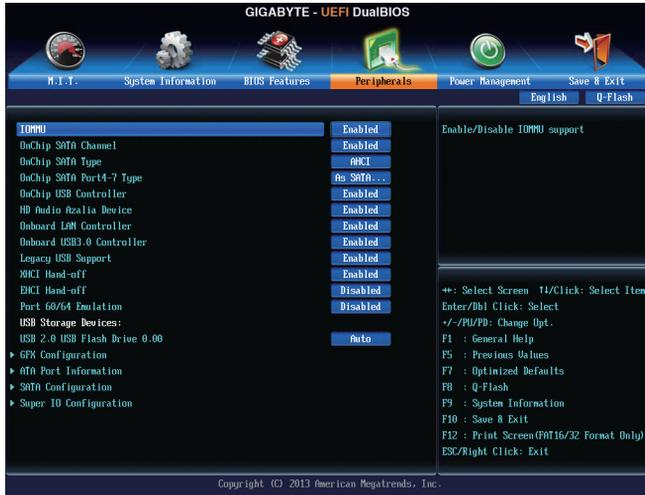 GIGABYTE - UEFI DualBIOS
M.I.T. System Information BIOS Features Peripherals Power Management Save & Exit
English Q-Flash
IOMMU Enabled
OnChip SATA Channel Enabled
OnChip SATA Type AHCI
OnChip SATA Port4-7 Type As SATA...
OnChip USB Controller Enabled
HD Audio Azalia Device Enabled
Onboard LAN Controller Enabled
Onboard USB3.0 Controller Enabled
Legacy USB Support Enabled
XHCI Hand-off Enabled
EHCI Hand-off Disabled
Port 60/64 Emulation Disabled
USB Storage Devices:
USB 2.0 USB Flash Drive 0.00 Auto
GFX Configuration
ATA Port Information
SATA Configuration
Super IO Configuration
Enable/Disable IOMMU support
↔: Select Screen ↑↓/Click: Select Item
Enter/Dbl Click: Select
+/-/PU/PD: Change Opt.
F1 : General Help
F5 : Previous Values
F7 : Optimized Defaults
F8 : Q-Flash
F9 : System Information
F10 : Save & Exit
F12 : Print Screen(FAT16/32 Format Only)
ESC/Right Click: Exit
Copyright (C) 2013 American Megatrends, Inc.